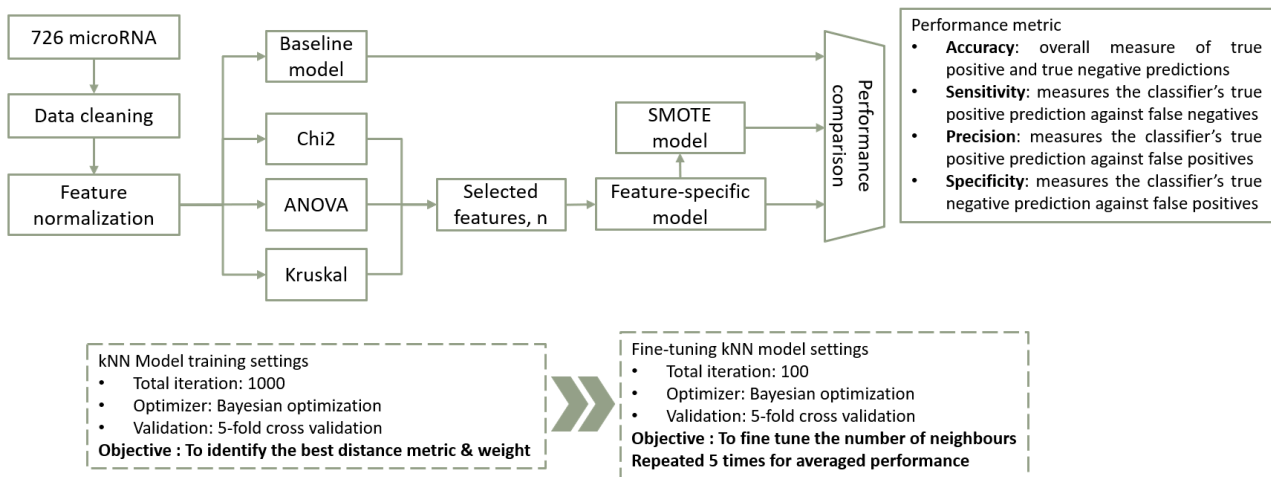 726 microRNA
Data cleaning
Feature
normalization
Baseline
model
Chi2
ANOVA
Kruskal
Selected
features, n
SMOTE
model
Feature-specific
model
Performance
comparison
Performance metric
• Accuracy: overall measure of true
positive and true negative predictions
• Sensitivity: measures the classifier’s true
positive prediction against false negatives
• Precision: measures the classifier’s true
positive prediction against false positives
• Specificity: measures the classifier’s true
negative prediction against false positives
kNN Model training settings
• Total iteration: 1000
• Optimizer: Bayesian optimization
• Validation: 5-fold cross validation
Objective : To identify the best distance metric & weight
Fine-tuning kNN model settings
• Total iteration: 100
• Optimizer: Bayesian optimization
• Validation: 5-fold cross validation
Objective : To fine tune the number of neighbours
Repeated 5 times for averaged performance